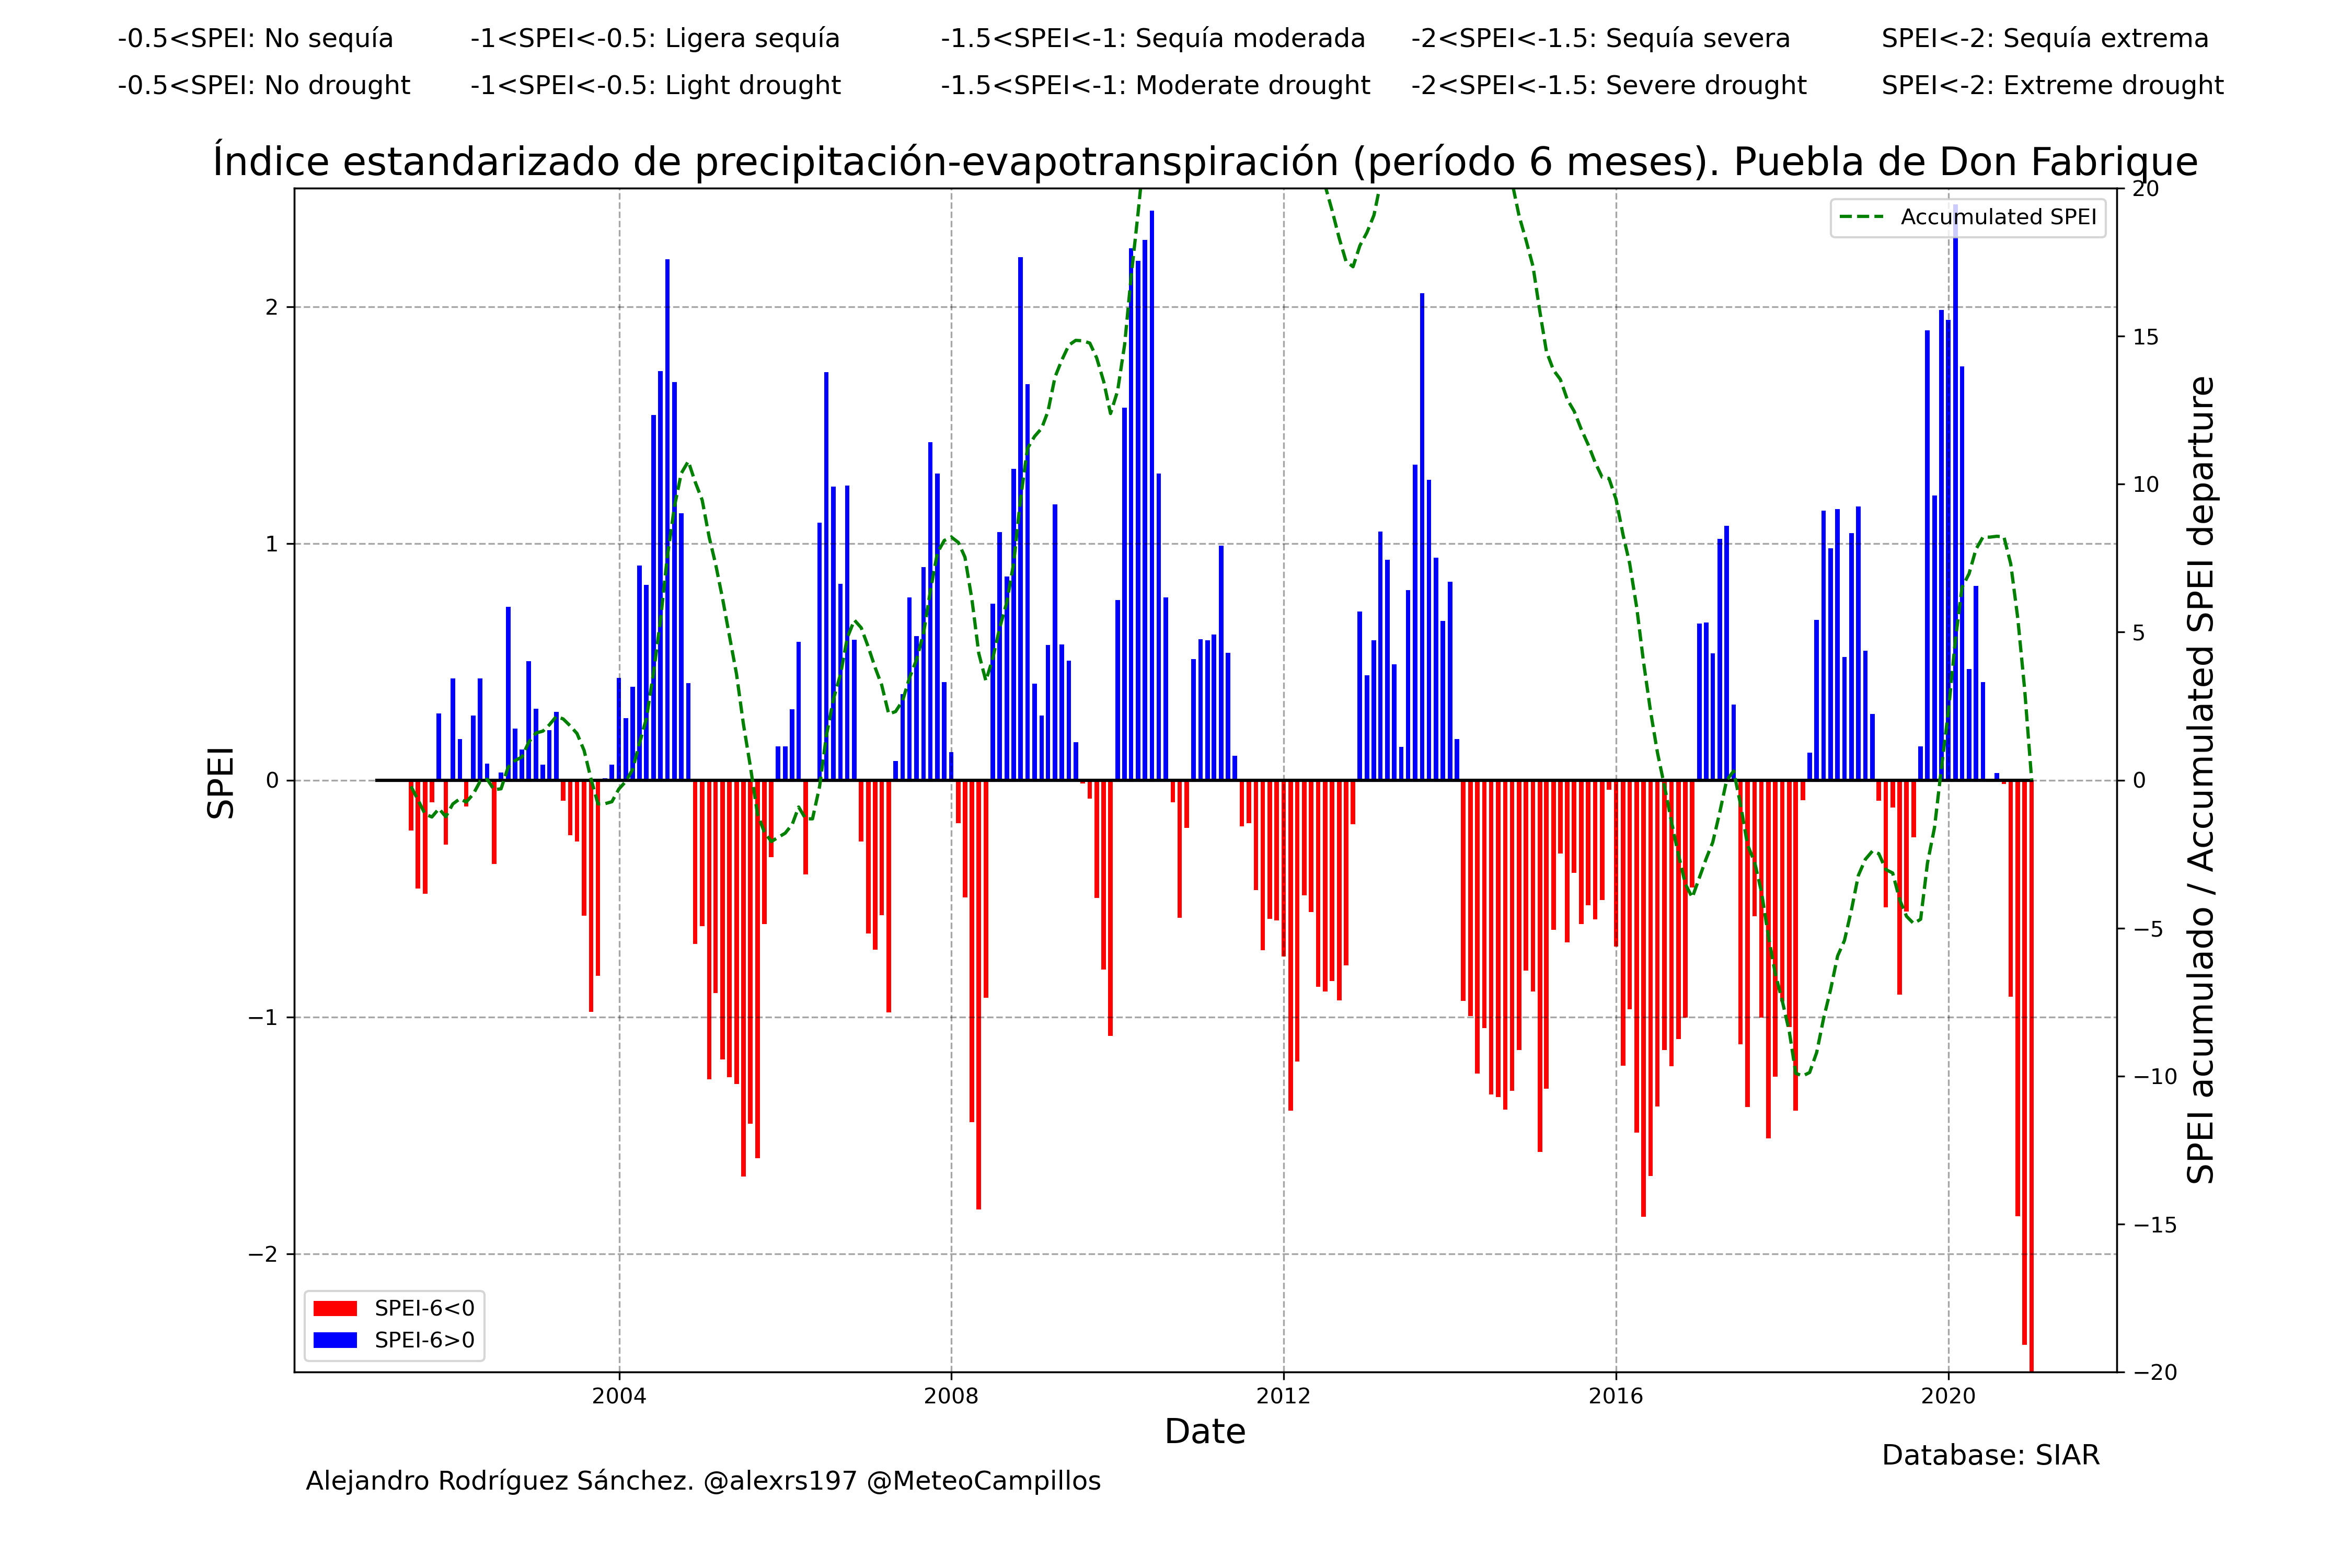 -0.5<SPEI: No sequía -1<SPEI<-0.5: Ligera sequía -1.5<SPEI<-1: Sequía moderada -2<SPEI<-1.5: Sequía severa SPEI<-2: Sequía extrema
-0.5<SPEI: No drought -1<SPEI<-0.5: Light drought -1.5<SPEI<-1: Moderate drought -2<SPEI<-1.5: Severe drought SPEI<-2: Extreme drought
Índice estandarizado de precipitación-evapotranspiración (período 6 meses). Puebla de Don Fabrique
Accumulated SPEI
SPEI
2
1
0
−1
−2
20
15
10
5
0
−5
−10
−15
−20
SPEI acumulado / Accumulated SPEI departure
SPEI-6<0
SPEI-6>0
2004 2008 2012 2016 2020
Date
Database: SIAR
Alejandro Rodríguez Sánchez. @alexrs197 @MeteoCampillos